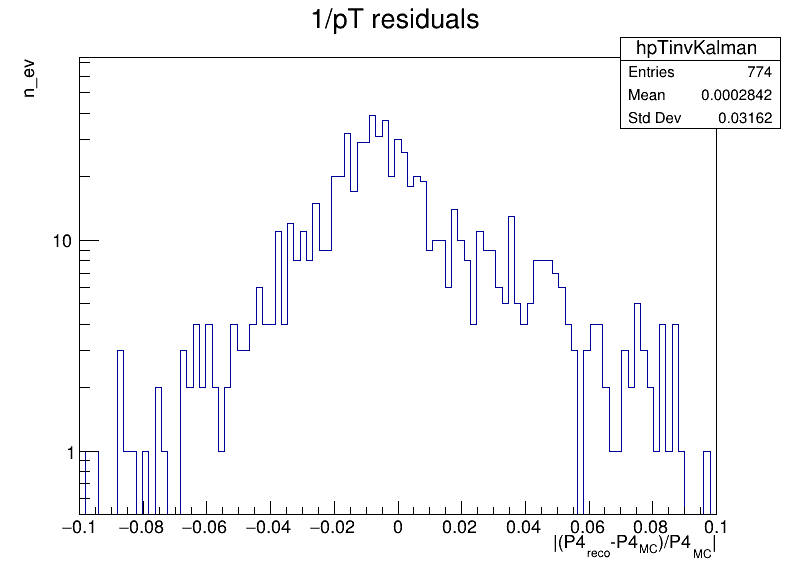 1/pT residuals
hpTinvKalman
Entries 774
Mean 0.0002842
Std Dev 0.03162
n_ev
10
1
−0.1 −0.08 −0.06 −0.04 −0.02 0 0.02 0.04 0.06 0.08 0.1
|(P4reco-P4MC)/P4MC|